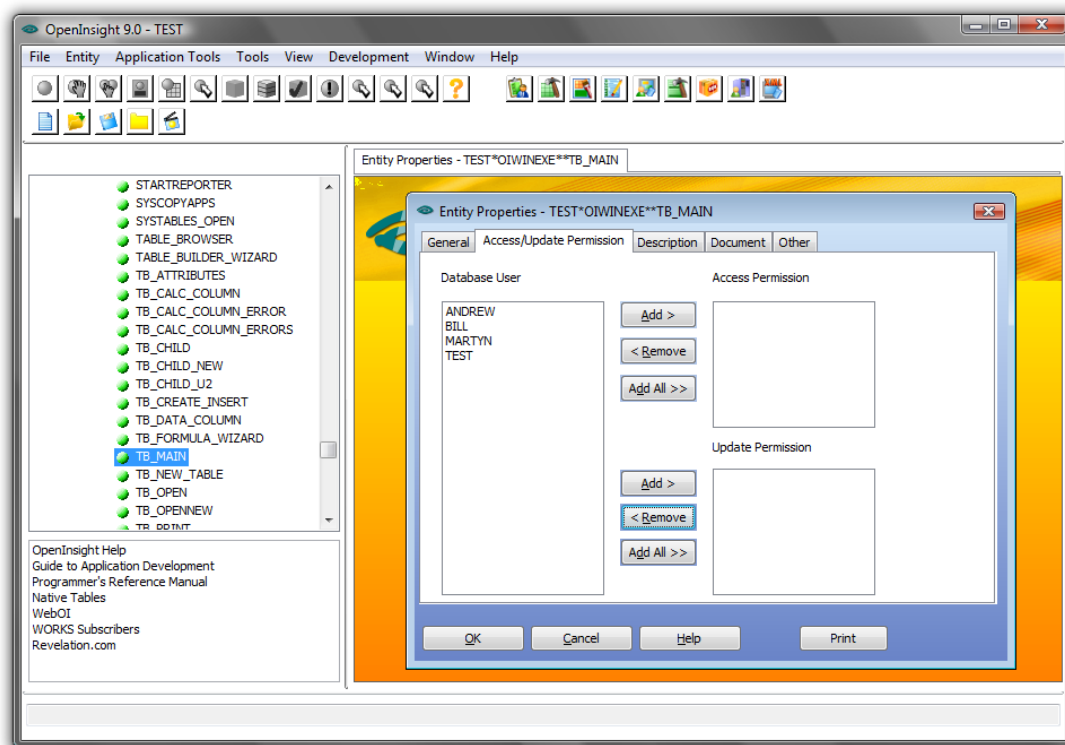 OpenInsight 9.0 - TEST
File Entity Application Tools Tools View Development Window Help
STARTREPORTER
SYSCOPYAPPS
SYSTABLES_OPEN
TABLE_BROWSER
TABLE_BUILDER_WIZARD
TB_ATTRIBUTES
TB_CALC_COLUMN
TB_CALC_COLUMN_ERROR
TB_CALC_COLUMN_ERRORS
TB_CHILD
TB_CHILD_NEW
TB_CHILD_U2
TB_CREATE_INSERT
TB_DATA_COLUMN
TB_FORMULA_WIZARD
TB_MAIN
TB_NEW_TABLE
TB_OPEN
TB_OPENNEW
TB_PRINT
OpenInsight Help
Guide to Application Development
Programmer's Reference Manual
Native Tables
WebOI
WORKS Subscribers
Revelation.com
Entity Properties - TEST*OIWINEXE**TB_MAIN
Entity Properties - TEST*OIWINEXE**TB_MAIN
General Access/Update Permission Description Document Other
Database User
ANDREW
BILL
MARTYN
TEST
Add >
< Remove
Add All >>
Access Permission
Update Permission
Add >
< Remove
Add All >>
OK Cancel Help Print